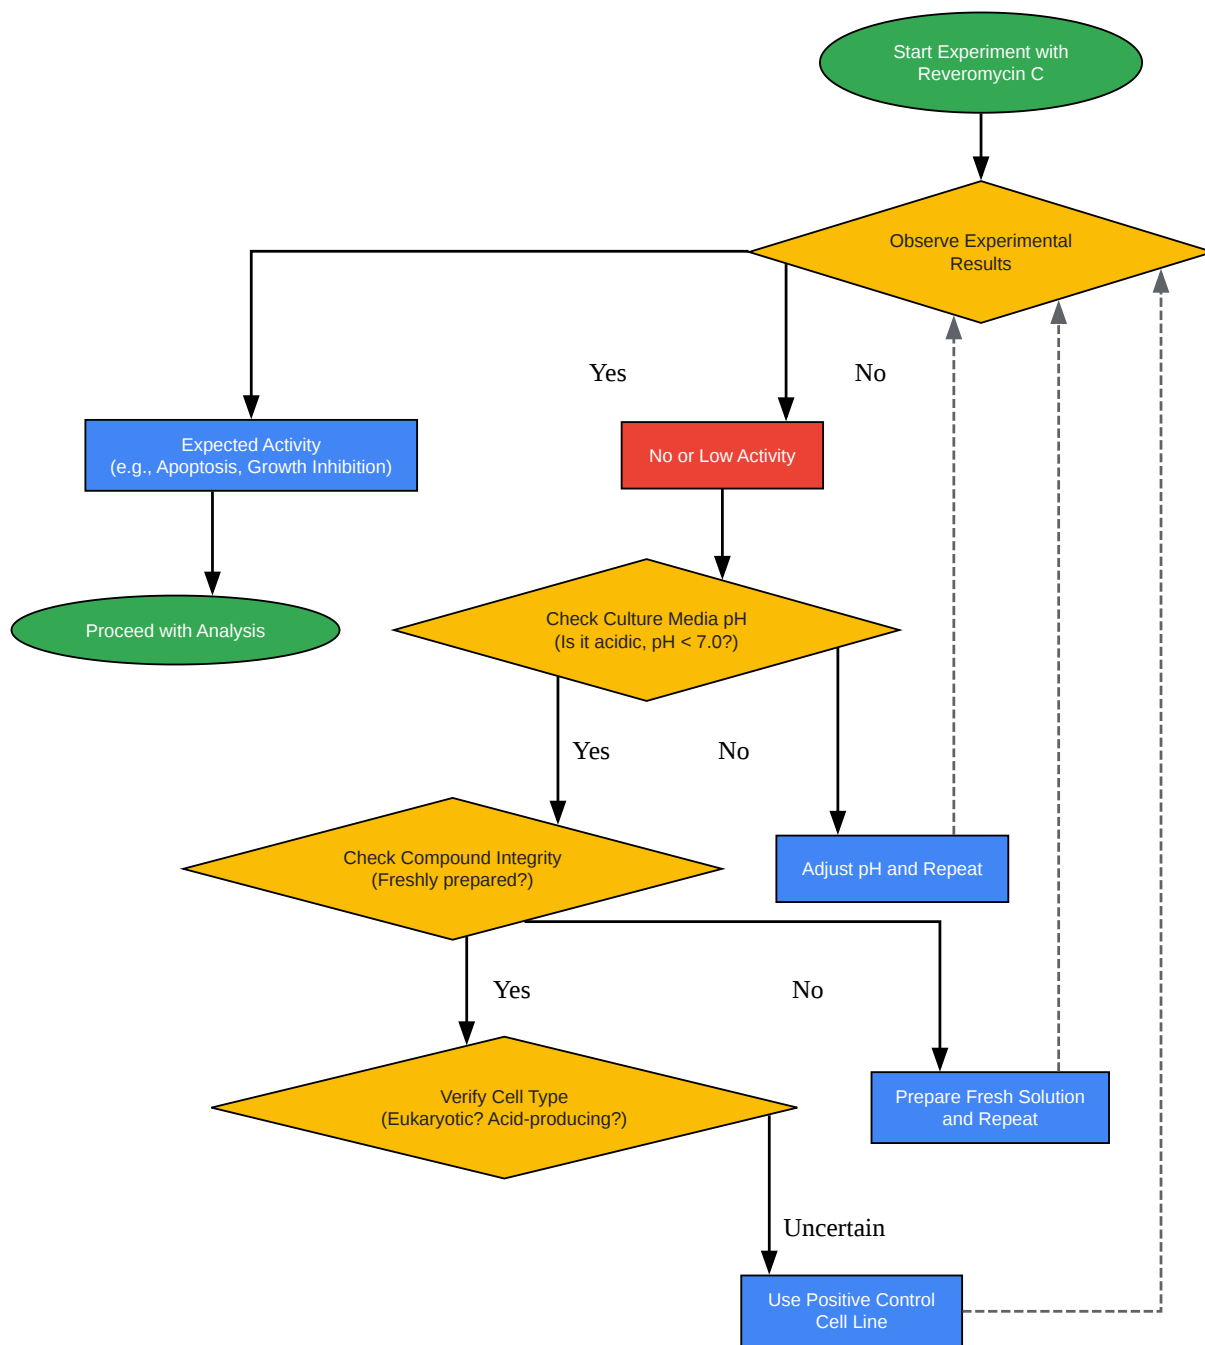 Start Experiment with
Reveromycin C
Observe Experimental
Results
Yes
No
Expected Activity
(e.g., Apoptosis, Growth Inhibition)
No or Low Activity
Proceed with Analysis
Check Culture Media pH
(Is it acidic, pH < 7.0?)
Yes
No
Check Compound Integrity
(Freshly prepared?)
Adjust pH and Repeat
Yes
No
Verify Cell Type
(Eukaryotic? Acid-producing?)
Prepare Fresh Solution
and Repeat
Uncertain
Use Positive Control
Cell Line